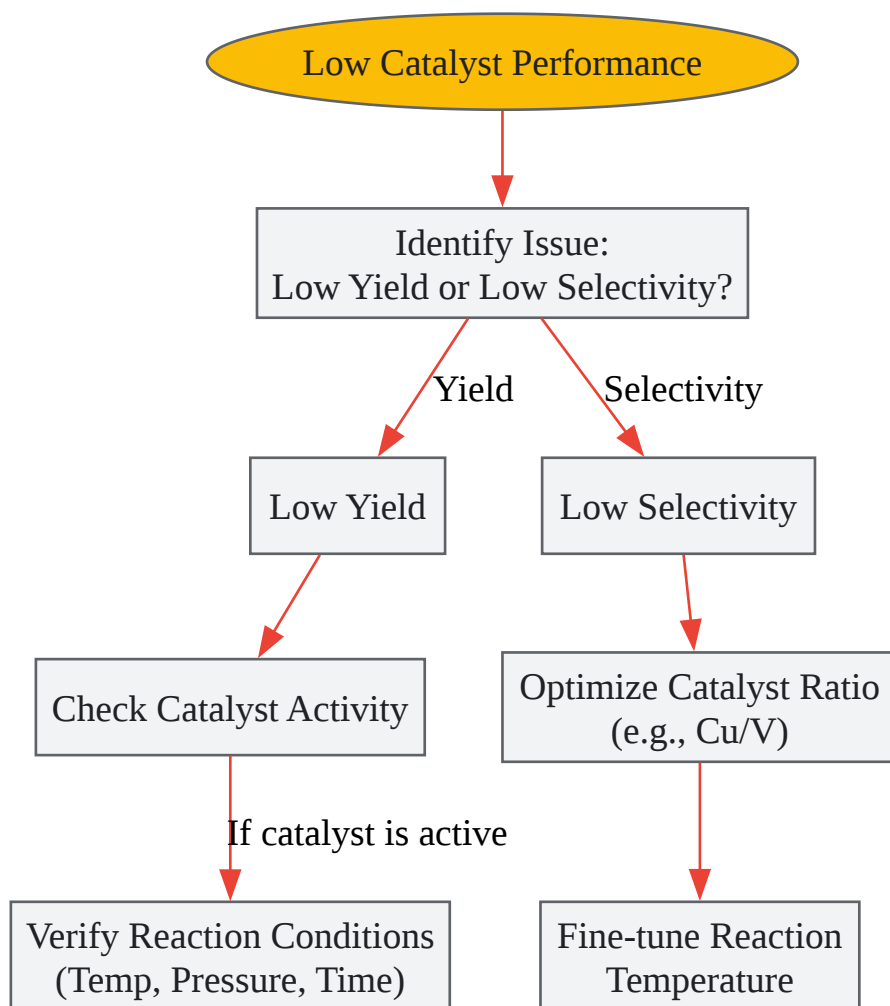 Low Catalyst Performance
Identify Issue:
Low Yield or Low Selectivity?
Yield
Selectivity
Low Yield
Low Selectivity
Check Catalyst Activity
Optimize Catalyst Ratio
(e.g., Cu/V)
If catalyst is active
Verify Reaction Conditions
(Temp, Pressure, Time)
Fine-tune Reaction
Temperature